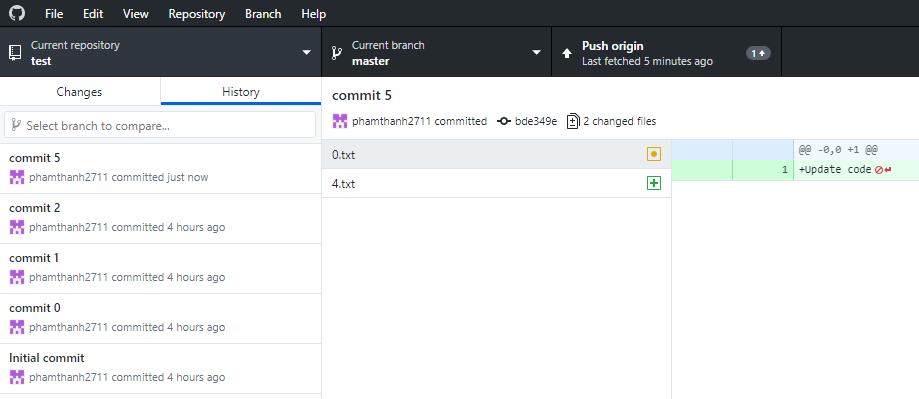 File Edit View Repository Branch Help
Current repository
test
Current branch
master
Push origin
Last fetched 5 minutes ago
1
Changes
History
Select branch to compare...
commit 5
phamthanh2711 committed just now
commit 2
phamthanh2711 committed 4 hours ago
commit 1
phamthanh2711 committed 4 hours ago
commit 0
phamthanh2711 committed 4 hours ago
Initial commit
phamthanh2711 committed 4 hours ago
commit 5
phamthanh2711 committed bde349e 2 changed files
0.txt
4.txt
@@ -0,0 +1 @@
1 +Update code